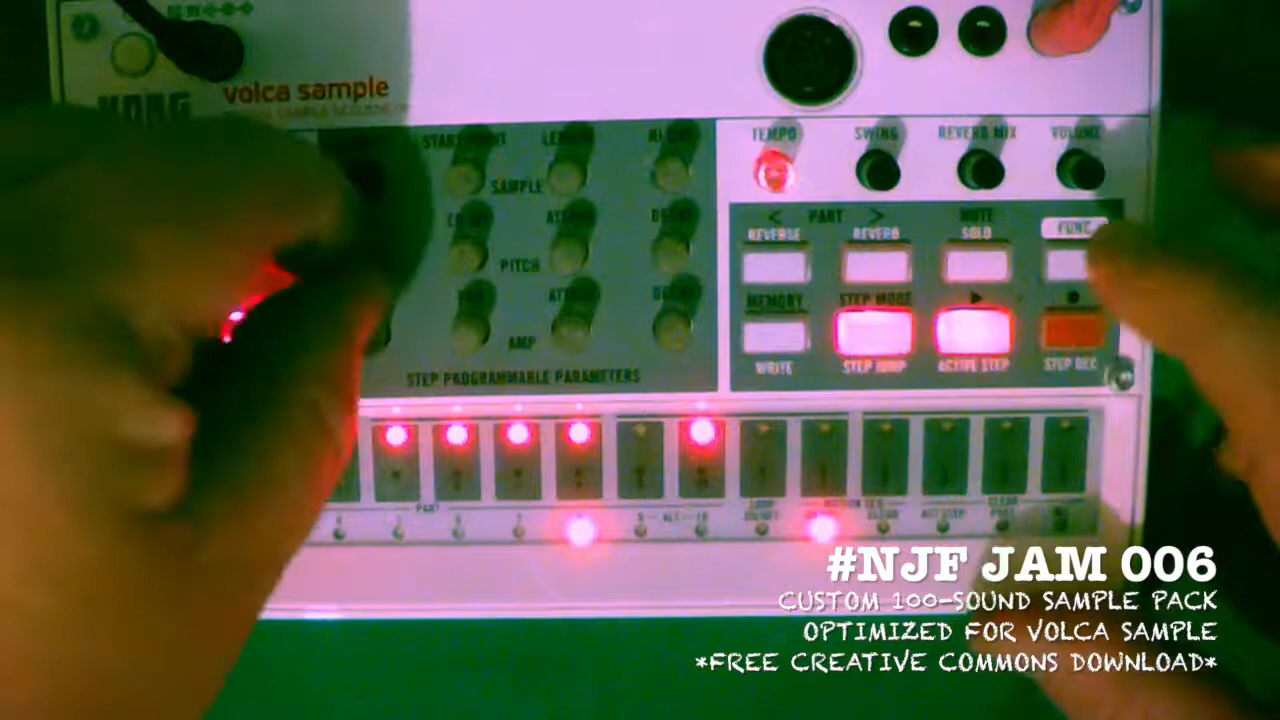 volca sample
KORG
TEMPO SWING REVERB MIX VOLUME
START POINT LENGTH
SAMPLE
PITCH
AMP
STEP PROGRAMMABLE PARAMETERS
< PART > MUTE
REVERSE REVERB SOLO FUNC
MEMORY STEP MODE
WRITE STEP JUMP ACTIVE STEP STEP REC
PART
#NJF JAM 006
CUSTOM 100-SOUND SAMPLE PACK
OPTIMIZED FOR VOLCA SAMPLE
*FREE CREATIVE COMMONS DOWNLOAD*